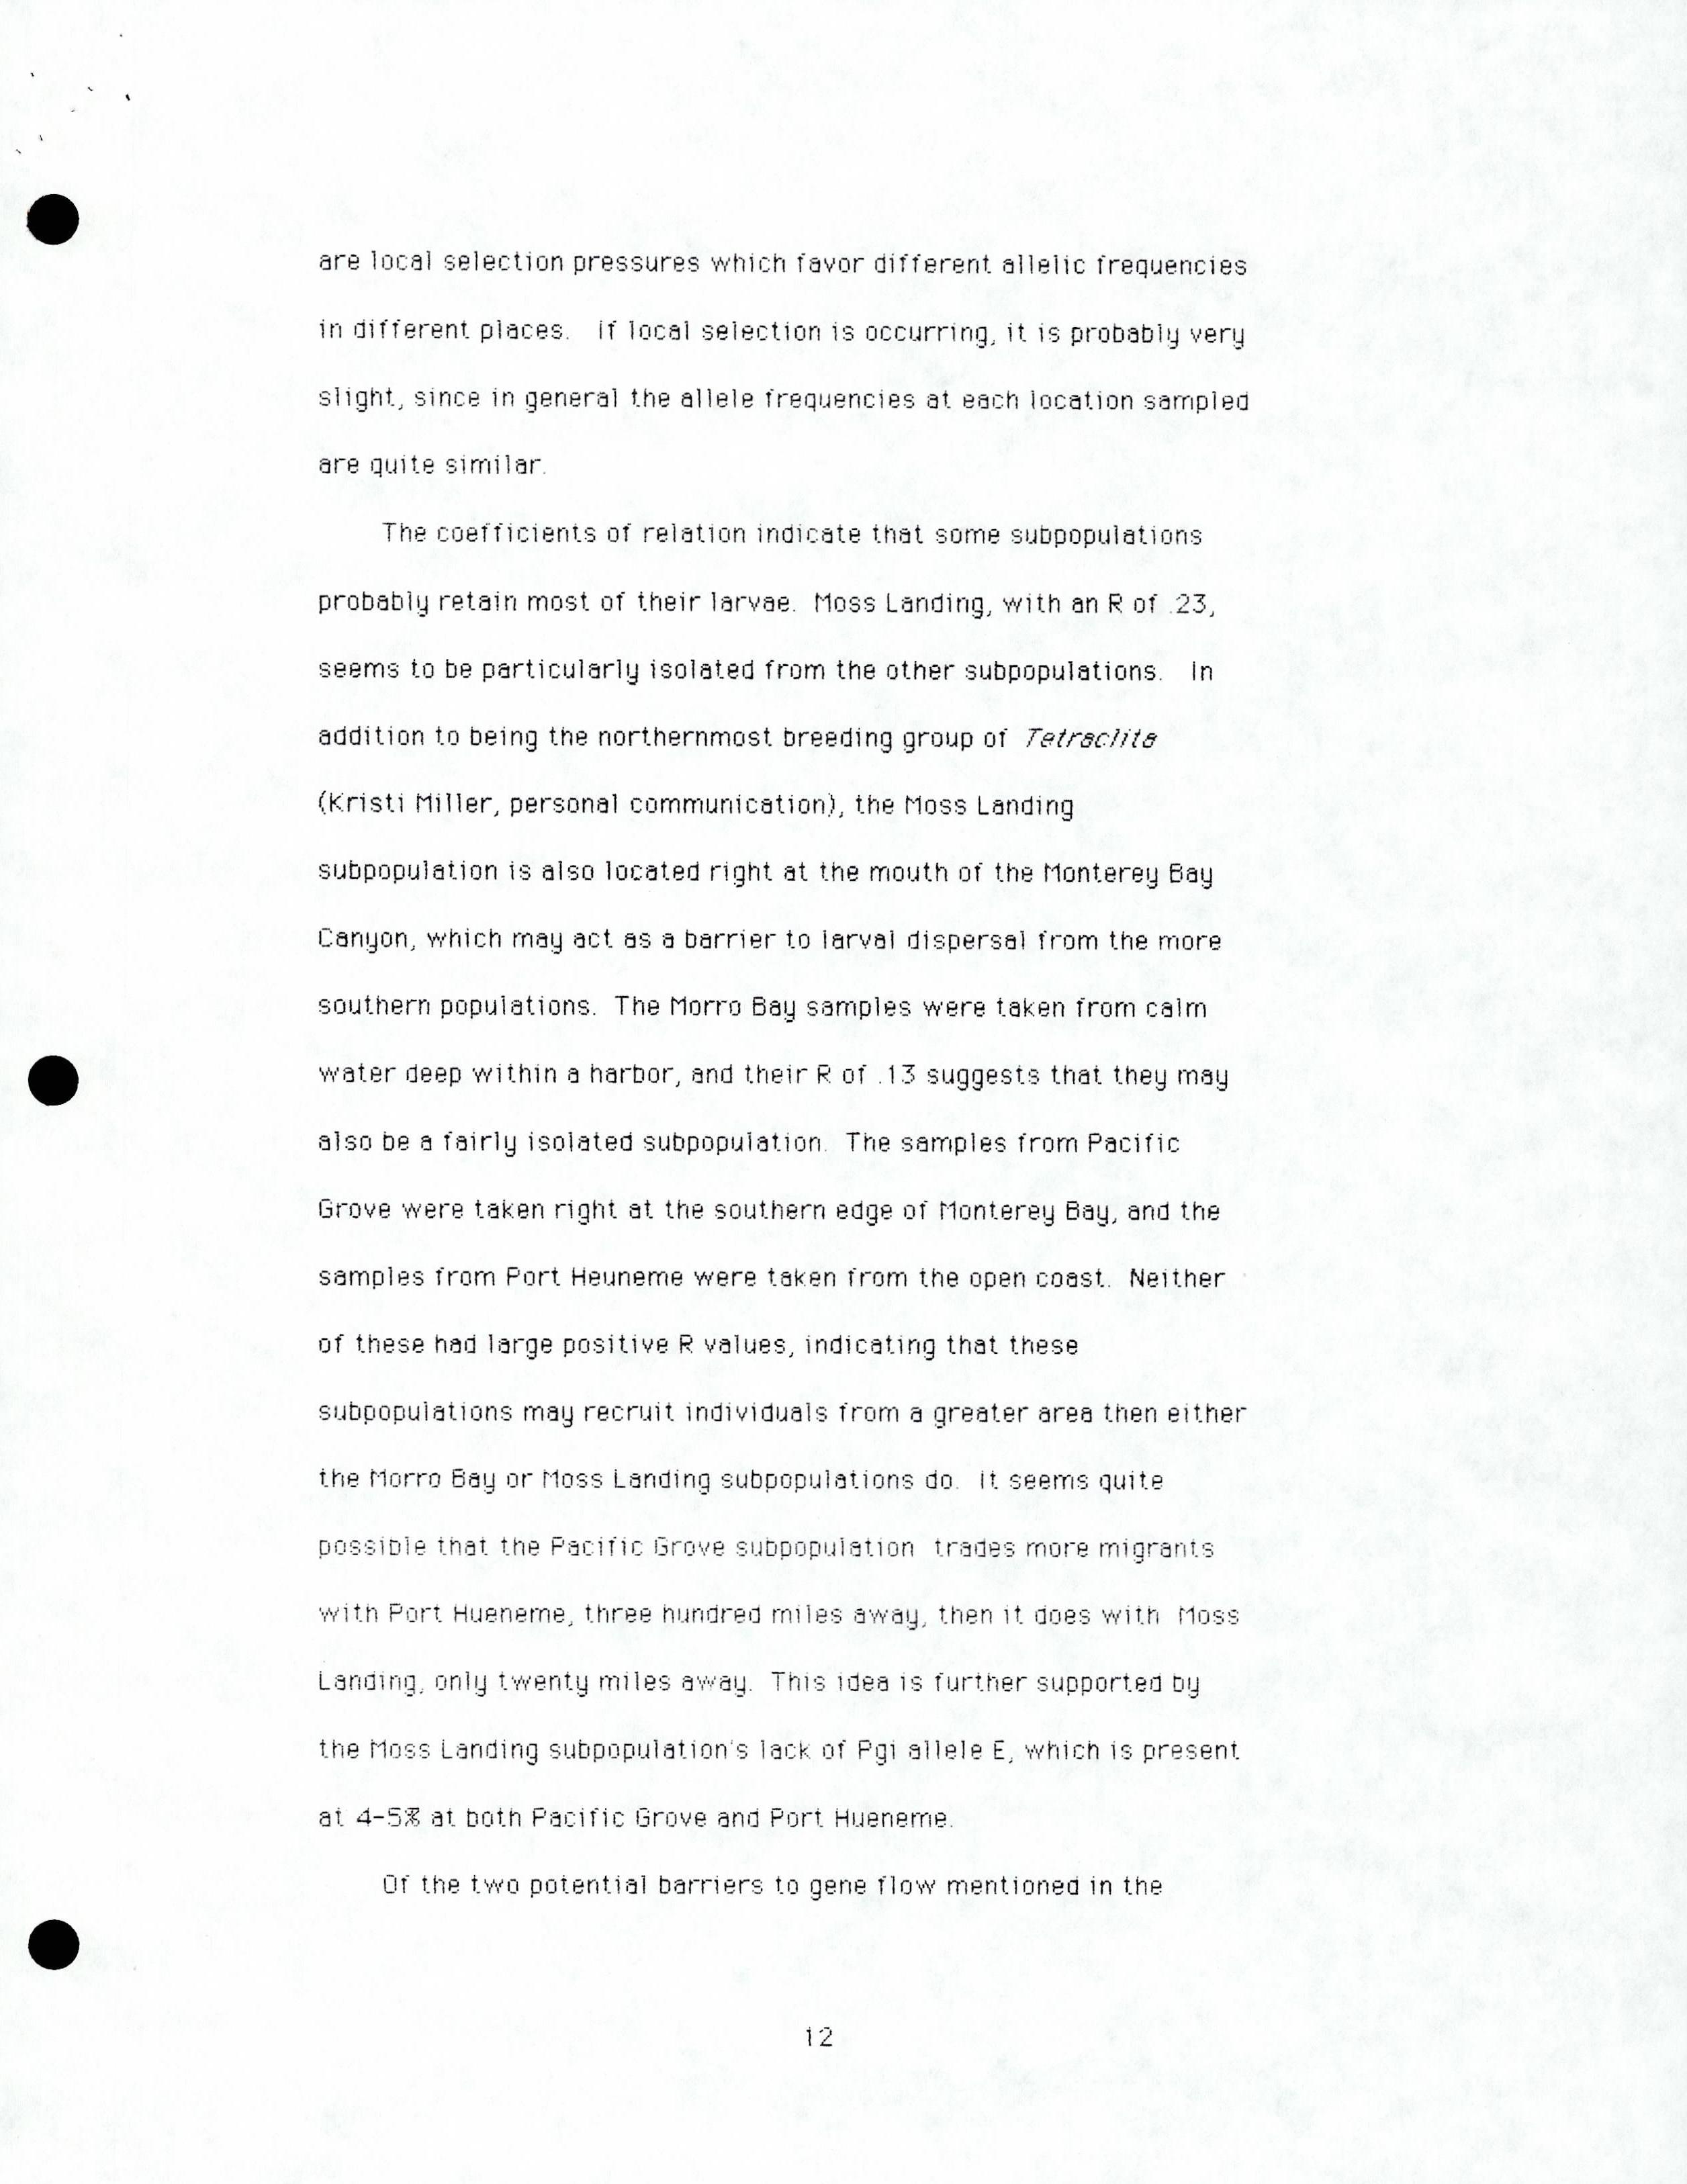 are local selection pressures which favor different allelic frequencies
in different places. If local selection is occurring, it is probably very
slight, since in general the allele frequencies at each location sampled
are quite similar.
The coefficients of relation indicate that some subpopulations
probably retain most of their larvae. Moss Landing, with an R of .23,
seems to be particularly isolated from the other subpopulations. In
addition to being the northernmost breeding group of Tetraclita
(Kristi Miller, personal communication), the Moss Landing
subpopulation is also located right at the mouth of the Monterey Bay
Canyon, which may act as a barrier to larval dispersal from the more
southern populations. The Morro Bay samples were taken from calm
water deep within a harbor, and their R of .13 suggests that they may
also be a fairly isolated subpopulation. The samples from Pacific
Grove were taken right at the southern edge of Monterey Bay, and the
samples from Port Heuneme were taken from the open coast. Neither
of these had large positive R values, indicating that these
subpopulations may recruit individuals from a greater area then either
the Morro Bay or Moss Landing subpopulations do. It seems quite
possible that the Pacific Grove subpopulation trades more migrants
with Port Hueneme, three hundred miles away, then it does with Moss
Landing, only twenty miles away. This idea is further supported by
the Moss Landing subpopulation's lack of Pgi allele E, which is present
at 4-5% at both Pacific Grove and Port Hueneme.
Of the two potential barriers to gene flow mentioned in the
12